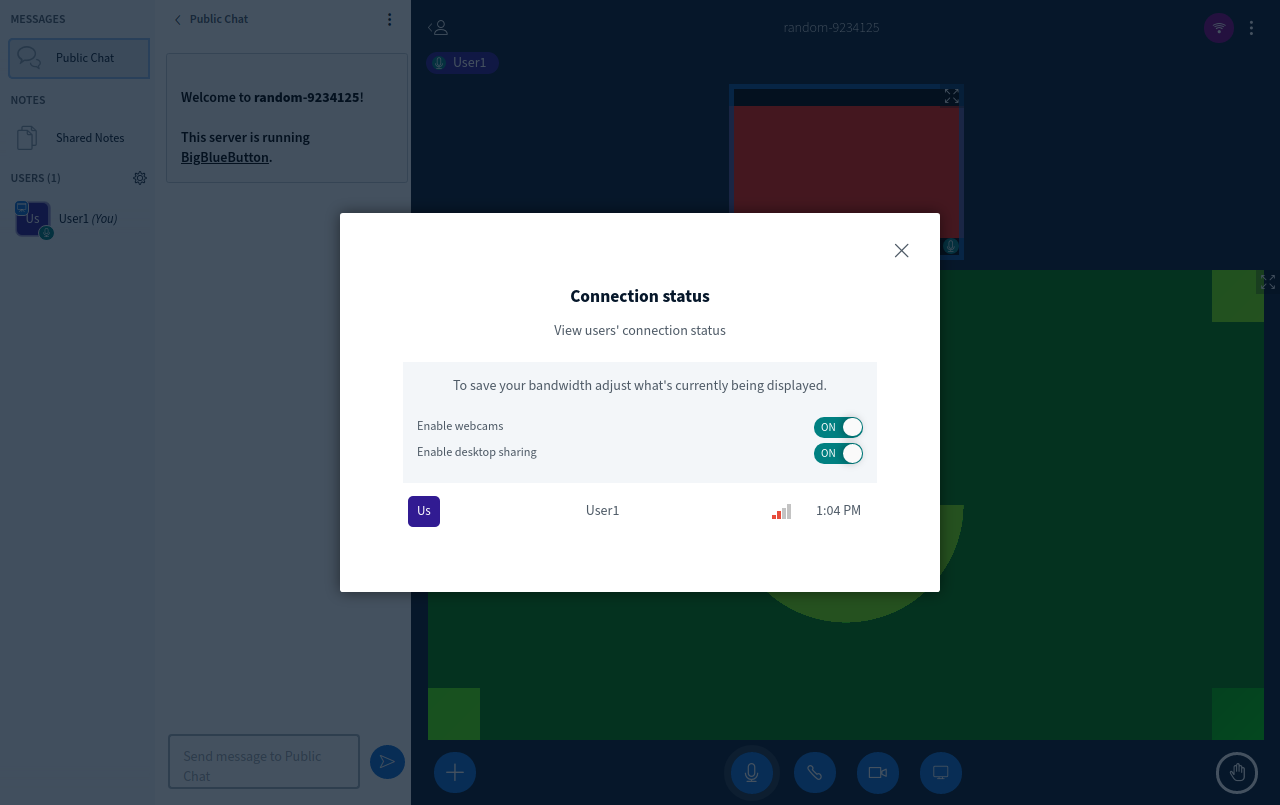 MESSAGES
Public Chat
NOTES
Shared Notes
USERS (1)
Us
User1 (You)
Public Chat
Welcome to random-9234125!
This server is running
BigBlueButton.
Send message to Public
Chat
random-9234125
User1
Connection status
View users' connection status
To save your bandwidth adjust what's currently being displayed.
Enable webcams
ON
Enable desktop sharing
ON
Us
User1
1:04 PM